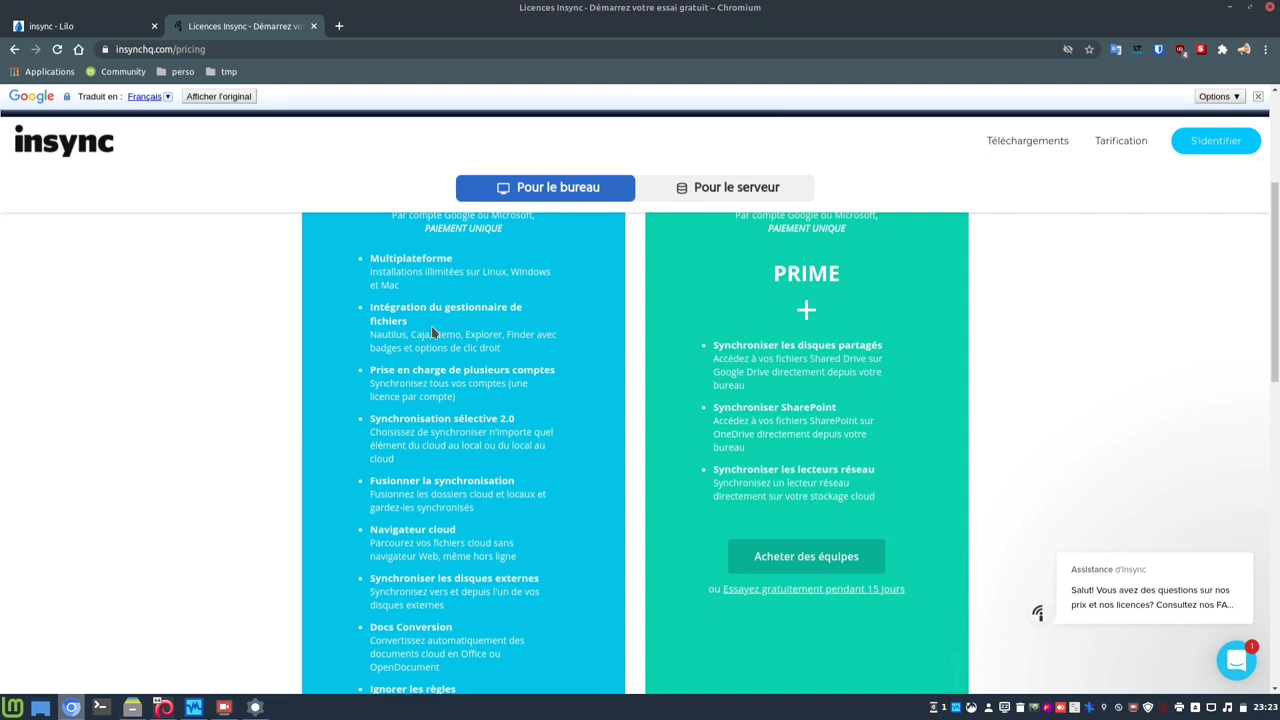 Licences Insync - Démarrez votre essai gratuit – Chromium
insync - Lilo
Licences Insync - Démarrez vo
insynchq.com/pricing
Applications
Community
perso
tmp
Google
Traduit en :
Français
Afficher l'original
Options ▼
insync
Téléchargements
Tarification
S'identifier
Pour le bureau
Pour le serveur
Par compte Google ou Microsoft,
PAIEMENT UNIQUE
Multiplateforme
Installations illimitées sur Linux, Windows
et Mac
Intégration du gestionnaire de
fichiers
Nautilus, Caja, Nemo, Explorer, Finder avec
badges et options de clic droit
Prise en charge de plusieurs comptes
Synchronisez tous vos comptes (une
licence par compte)
Synchronisation sélective 2.0
Choisissez de synchroniser n'importe quel
élément du cloud au local ou du local au
cloud
Fusionner la synchronisation
Fusionnez les dossiers cloud et locaux et
gardez-les synchronisés
Navigateur cloud
Parcourez vos fichiers cloud sans
navigateur Web, même hors ligne
Synchroniser les disques externes
Synchronisez vers et depuis l'un de vos
disques externes
Docs Conversion
Convertissez automatiquement des
documents cloud en Office ou
OpenDocument
Ignorer les règles
Par compte Google ou Microsoft,
PAIEMENT UNIQUE
PRIME
+
Synchroniser les disques partagés
Accédez à vos fichiers Shared Drive sur
Google Drive directement depuis votre
bureau
Synchroniser SharePoint
Accédez à vos fichiers SharePoint sur
OneDrive directement depuis votre
bureau
Synchroniser les lecteurs réseau
Synchronisez un lecteur réseau
directement sur votre stockage cloud
Acheter des équipes
ou Essayez gratuitement pendant 15 jours
Assistance d'Insync
Salut! Vous avez des questions sur nos
prix et nos licences? Consultez nos FA...
1
1
23:23